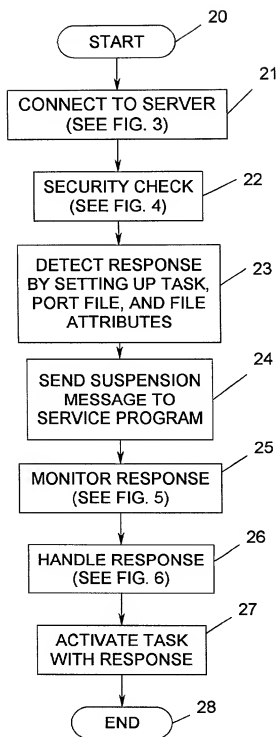 START
20
CONNECT TO SERVER
(SEE FIG. 3)
21
SECURITY CHECK
(SEE FIG. 4)
22
DETECT RESPONSE
BY SETTING UP TASK,
PORT FILE, AND FILE
ATTRIBUTES
23
SEND SUSPENSION
MESSAGE TO
SERVICE PROGRAM
24
MONITOR RESPONSE
(SEE FIG. 5)
25
HANDLE RESPONSE
(SEE FIG. 6)
26
ACTIVATE TASK
WITH RESPONSE
27
END
28